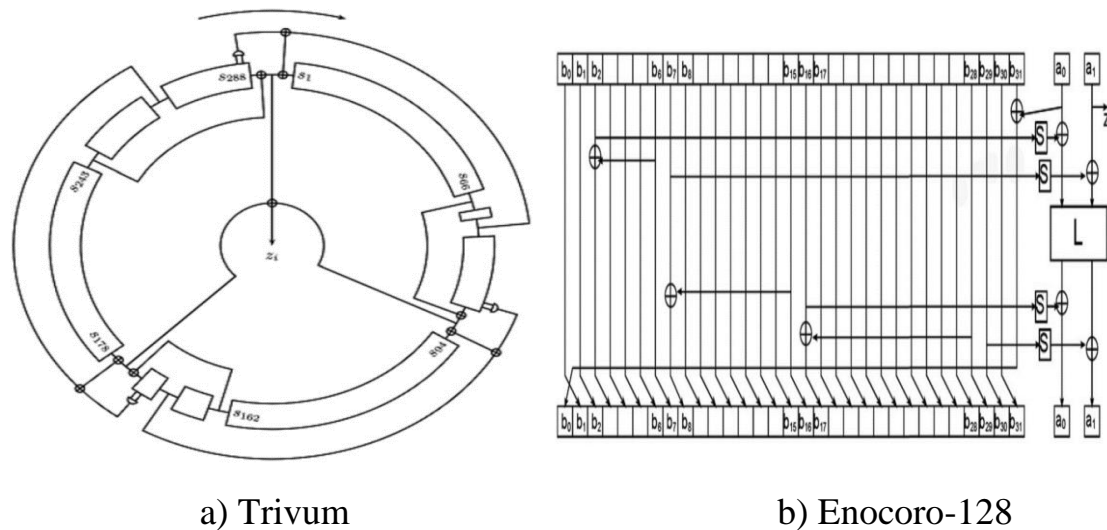 s288
s1
s66
s243
zi
s178
s94
s162
a) Trivum
b0 b1 b2 b6 b7 b8 b15 b16 b17 b28 b29 b30 b31 a0 a1
z
S
S
L
S
S
b0 b1 b2 b6 b7 b8 b15 b16 b17 b28 b29 b30 b31 a0 a1
b) Enocoro-128